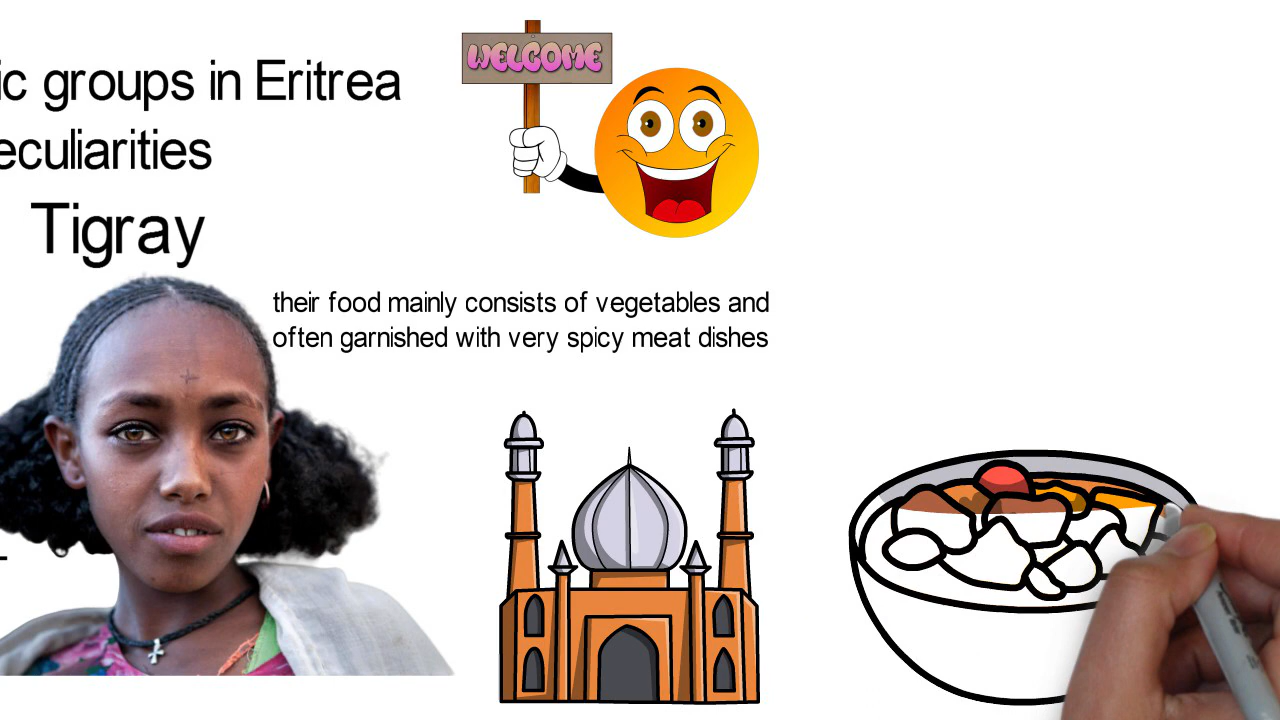 WELCOME
ic groups in Eritrea
eculiarities
Tigray
their food mainly consists of vegetables and
often garnished with very spicy meat dishes